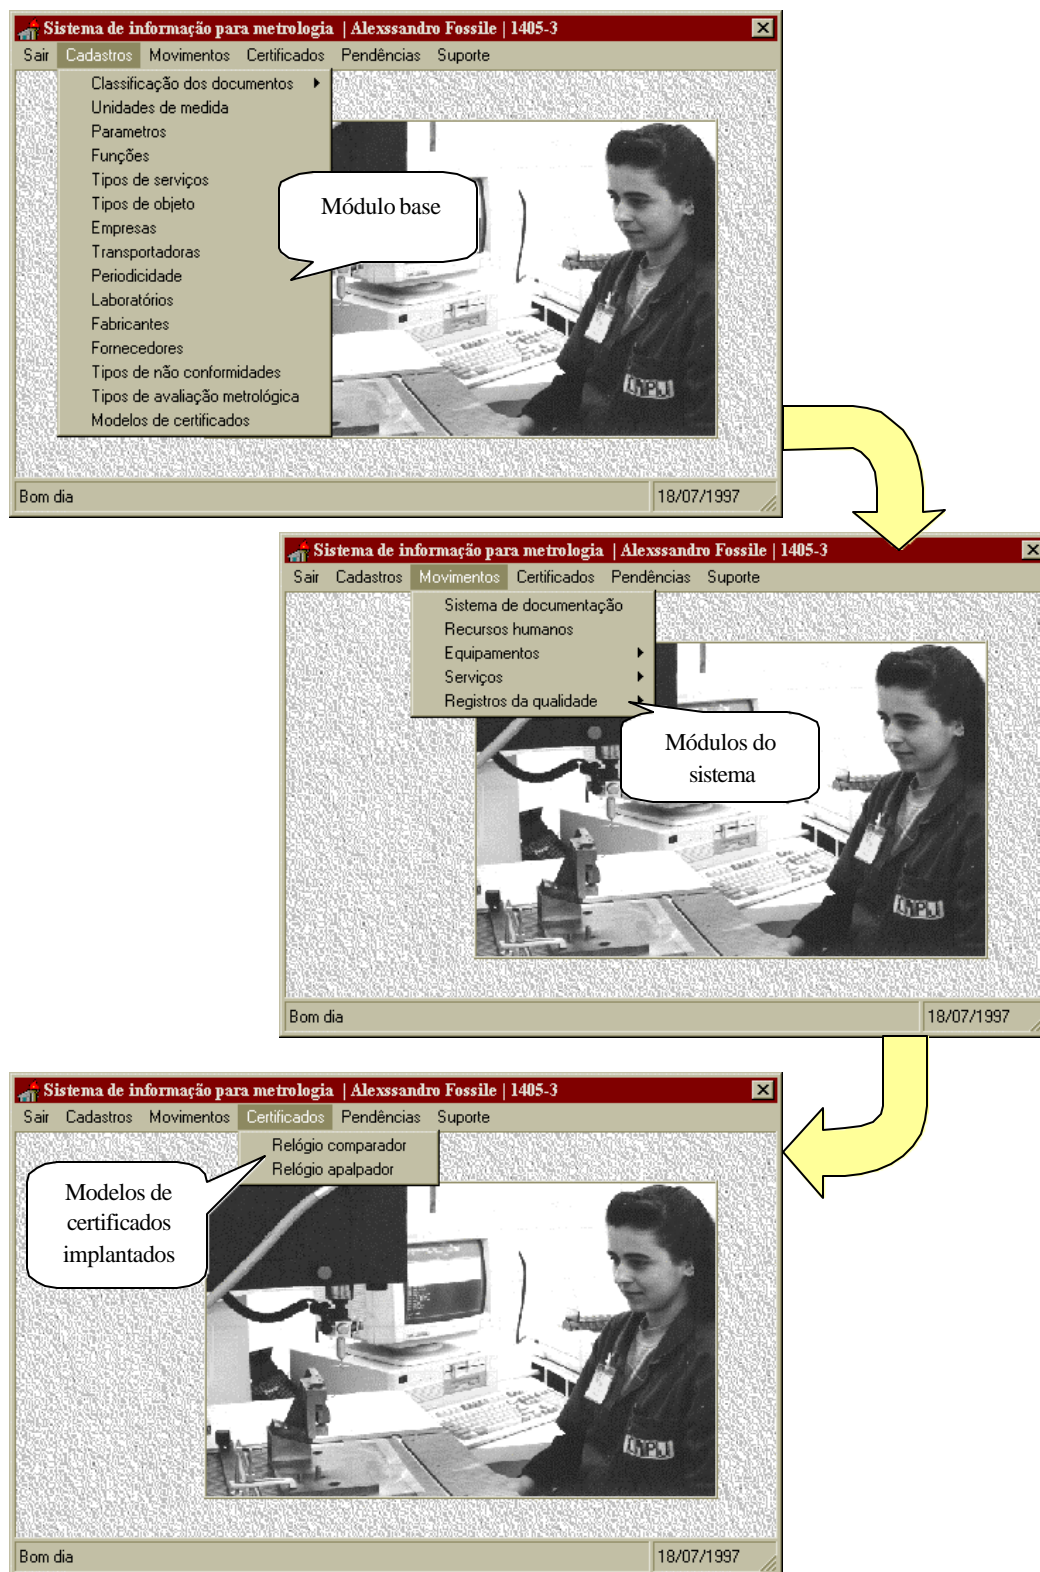 Sistema de informação para metrologia | Alexssandro Fossile | 1405-3
Sair Cadastros Movimentos Certificados Pendências Suporte
Classificação dos documentos
Unidades de medida
Parametros
Funções
Tipos de serviços
Tipos de objeto
Empresas
Transportadoras
Periodicidade
Laboratórios
Fabricantes
Fornecedores
Tipos de não conformidades
Tipos de avaliação metrológica
Modelos de certificados
Módulo base
Bom dia 18/07/1997
Sistema de informação para metrologia | Alexssandro Fossile | 1405-3
Sair Cadastros Movimentos Certificados Pendências Suporte
Sistema de documentação
Recursos humanos
Equipamentos
Serviços
Registros da qualidade
Módulos do
sistema
Bom dia 18/07/1997
Sistema de informação para metrologia | Alexssandro Fossile | 1405-3
Sair Cadastros Movimentos Certificados Pendências Suporte
Relógio comparador
Relógio apalpador
Modelos de
certificados
implantados
Bom dia 18/07/1997